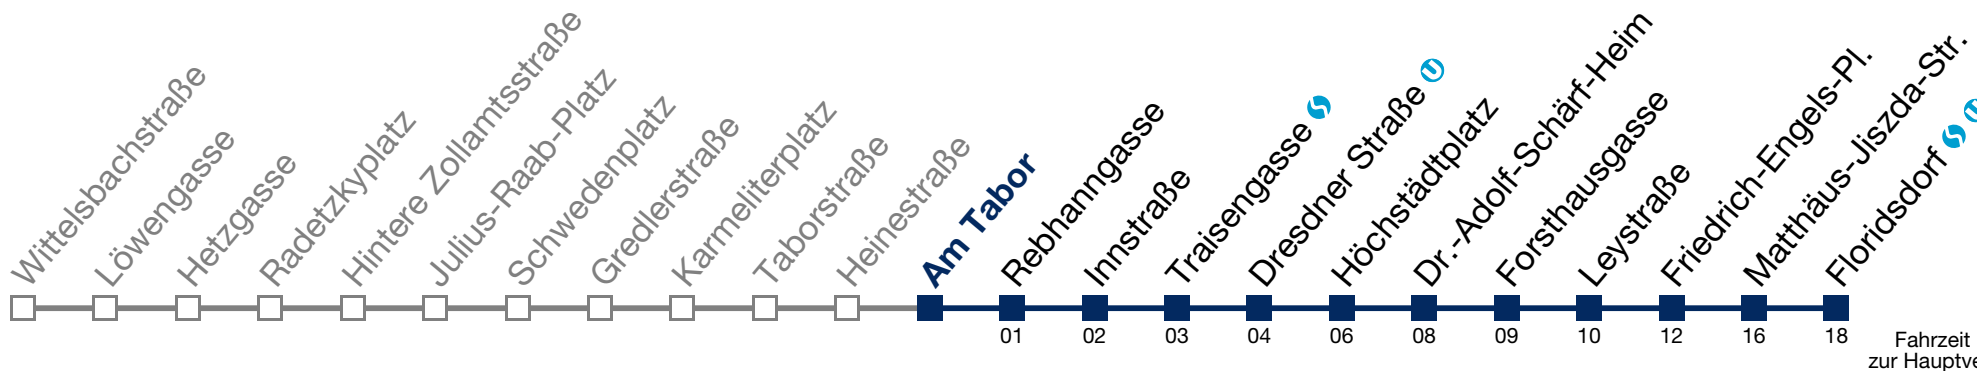 Wittelsbachstraße
Löwengasse
Hetzgasse
Radetzkyplatz
Hintere Zollamtsstraße
Julius-Raab-Platz
Schwedenplatz
Gredlerstraße
Karmeliterplatz
Taborstraße
Heinestraße
Am Tabor
Rebhanngasse
Innstraße
Traisengasse S
Dresdner Straße U
Höchstädtplatz
Dr.-Adolf-Schärf-Heim
Forsthausgasse
Leystraße
Friedrich-Engels-Pl.
Matthäus-Jiszda-Str.
Floridsdorf S U
01 02 03 04 06 08 09 10 12 16 18
Fahrzeit
zur Hauptve